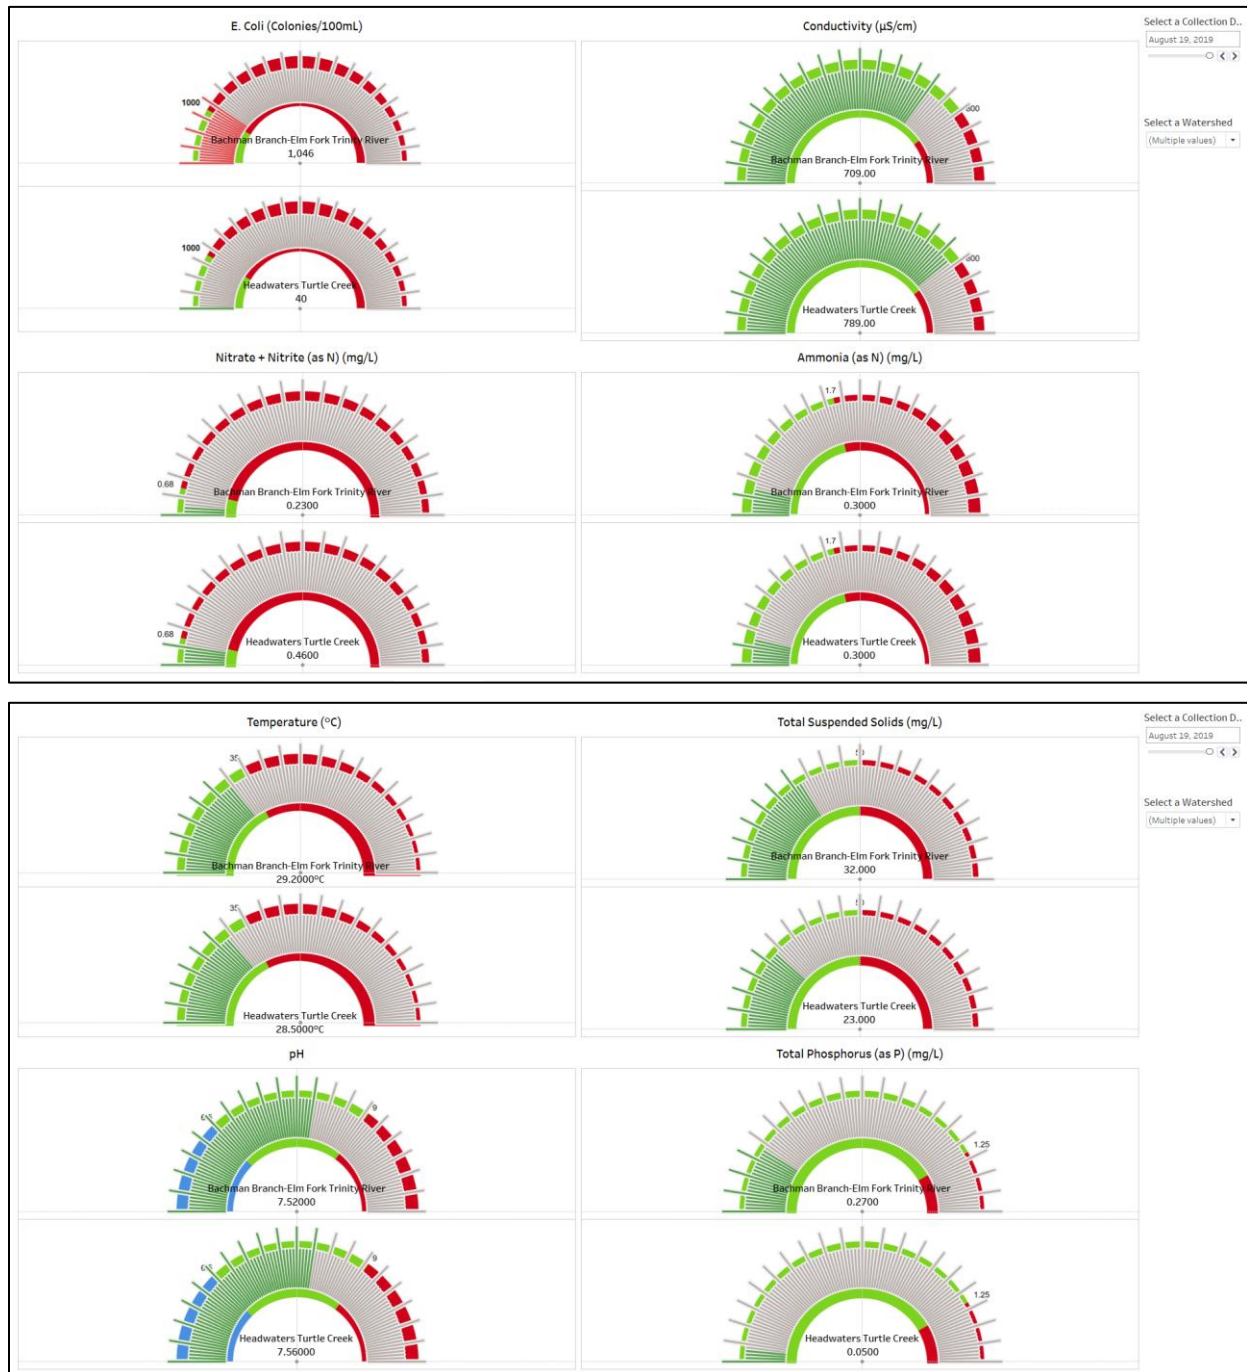 E. Coli (Colonies/100mL)
1000
Bachman Branch-Elm Fork Trinity River
1,046
1000
Headwaters Turtle Creek
40
Conductivity (µS/cm)
Bachman Branch-Elm Fork Trinity River
709.00
Headwaters Turtle Creek
789.00
Select a Collection D..
August 19, 2019
Select a Watershed
(Multiple values)
Nitrate + Nitrite (as N) (mg/L)
0.68
Bachman Branch-Elm Fork Trinity River
0.2300
0.68
Headwaters Turtle Creek
0.4600
Ammonia (as N) (mg/L)
1.7
Bachman Branch-Elm Fork Trinity River
0.3000
1.7
Headwaters Turtle Creek
0.3000
Temperature (°C)
35
Bachman Branch-Elm Fork Trinity River
29.2000°C
35
Headwaters Turtle Creek
28.5000°C
Total Suspended Solids (mg/L)
Bachman Branch-Elm Fork Trinity River
32.000
Headwaters Turtle Creek
23.000
Select a Collection D..
August 19, 2019
Select a Watershed
(Multiple values)
pH
9
Bachman Branch-Elm Fork Trinity River
7.52000
9
Headwaters Turtle Creek
7.56000
Total Phosphorus (as P) (mg/L)
1.25
Bachman Branch-Elm Fork Trinity River
0.2700
1.25
Headwaters Turtle Creek
0.0500